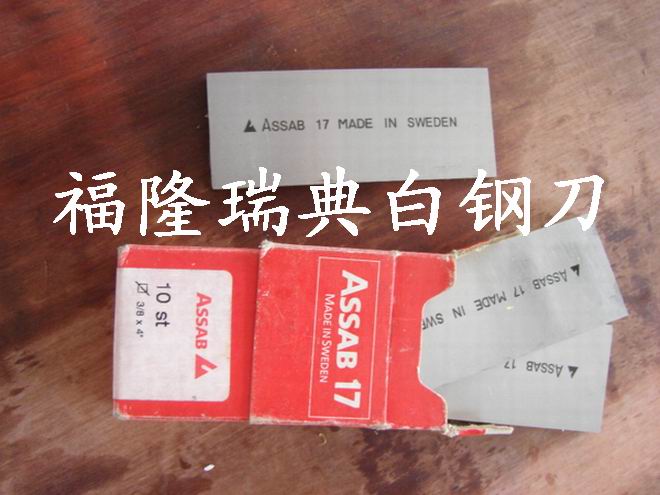 ASSAB 17 MADE IN SWEDEN
福隆瑞典白钢刀
ASSAB
10 st
3/8 x 4"
ASSAB 17
MADE IN SWEDEN
ASSAB 17 MADE IN SWE
ASSAB 17